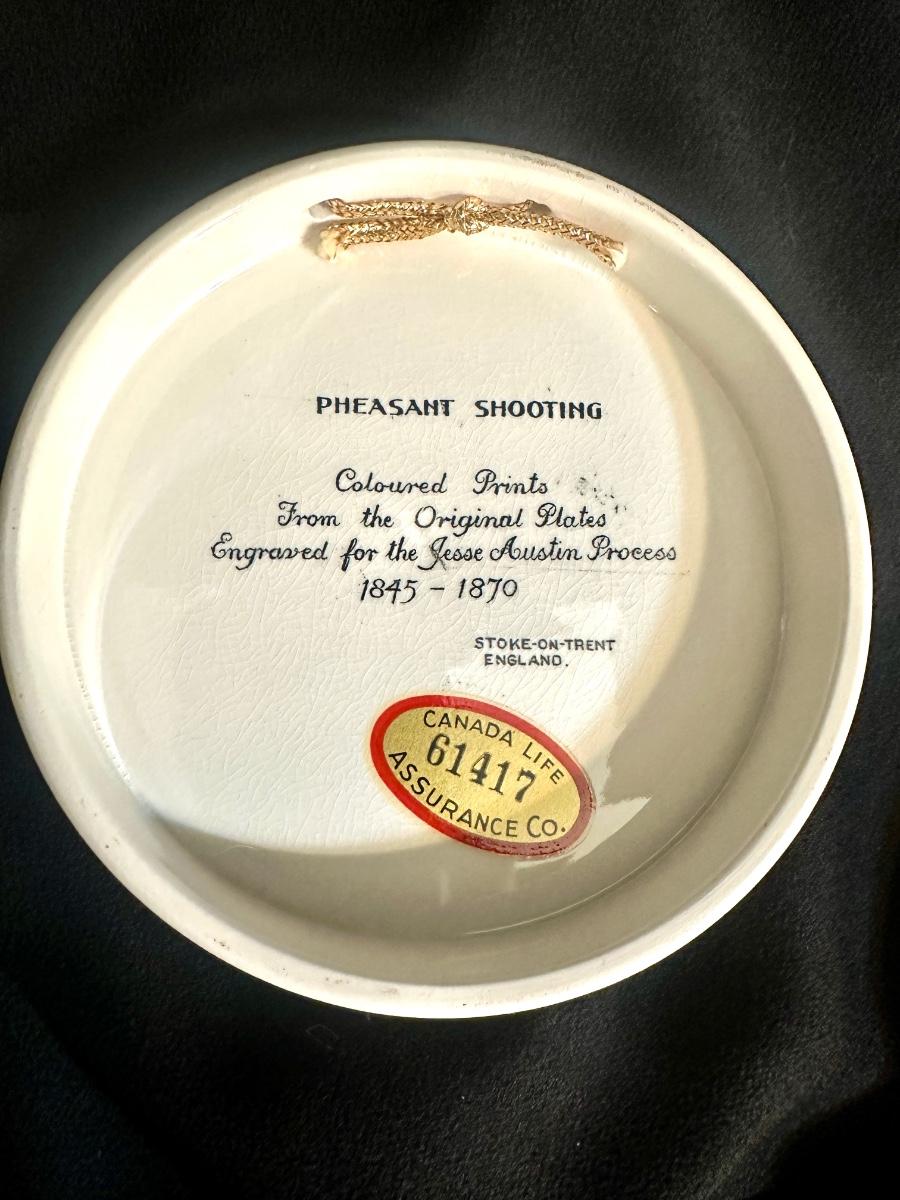 PHEASANT SHOOTING
Coloured Prints
From the Original Plates
Engraved for the Jesse Austin Process
1845 - 1870
STOKE-ON-TRENT
ENGLAND.
CANADA LIFE
61417
ASSURANCE CO.